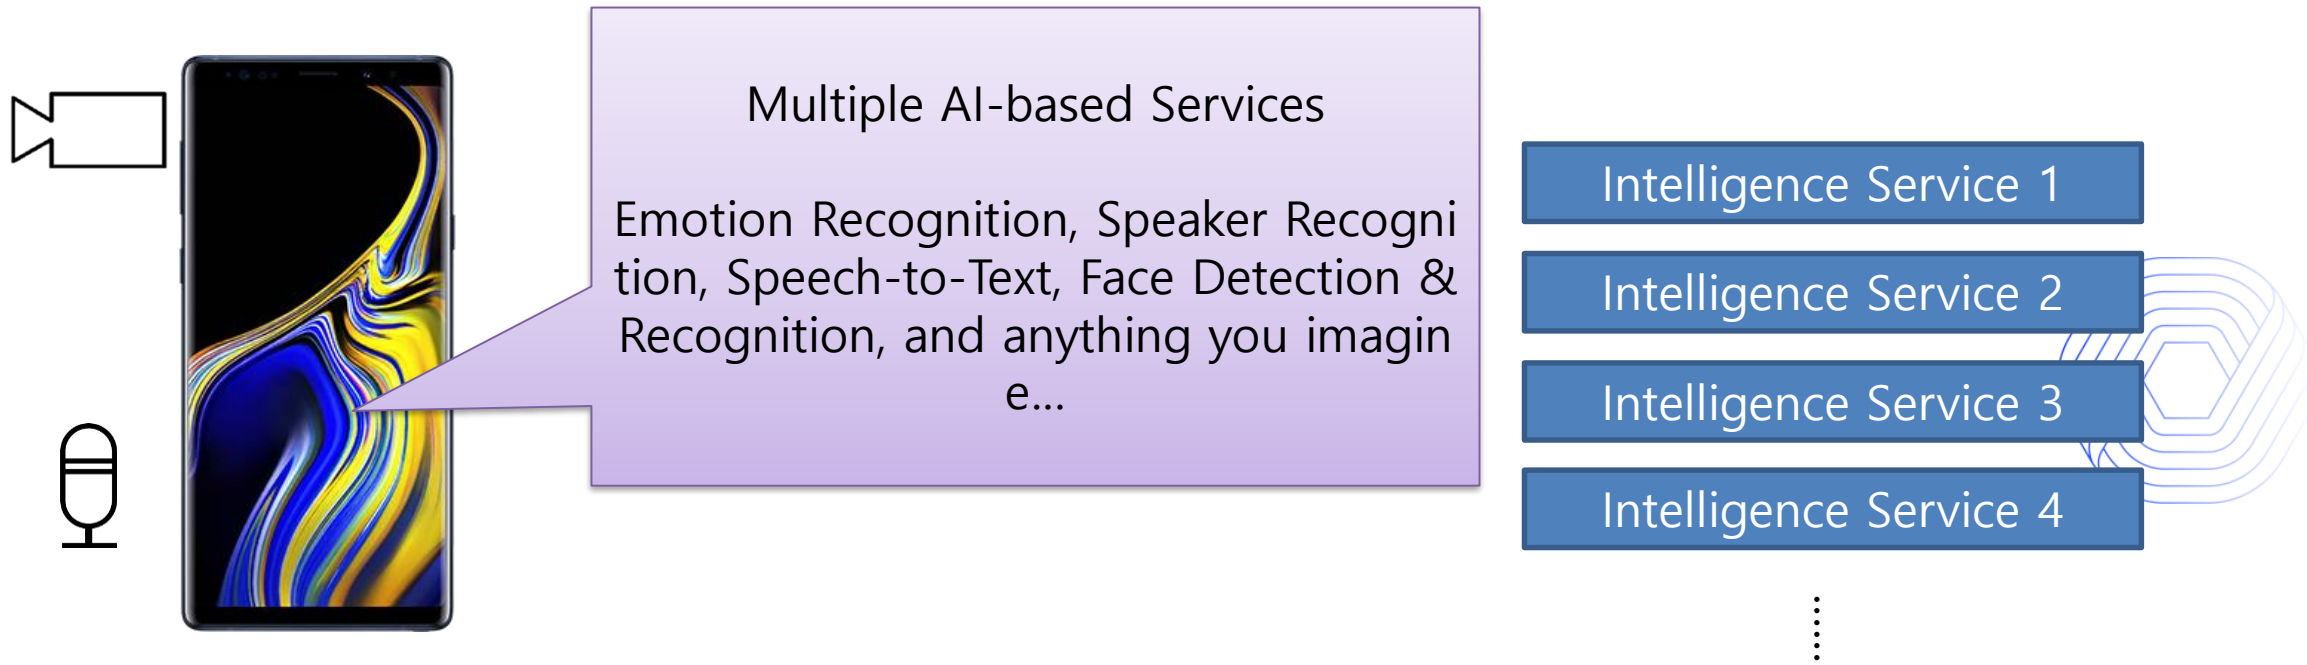 Multiple AI-based Services
Emotion Recognition, Speaker Recogni
tion, Speech-to-Text, Face Detection &
Recognition, and anything you imagin
e...
Intelligence Service 1
Intelligence Service 2
Intelligence Service 3
Intelligence Service 4